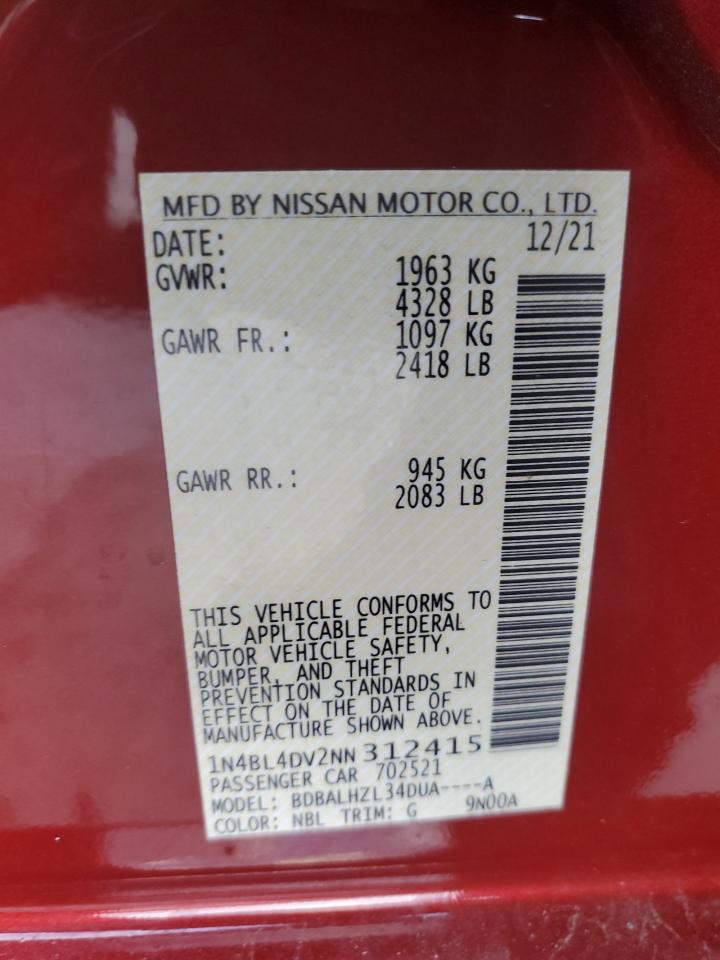 MFD BY NISSAN MOTOR CO., LTD.
DATE: 12/21
GVWR: 1963 KG
4328 LB
GAWR FR.: 1097 KG
2418 LB
GAWR RR.: 945 KG
2083 LB
THIS VEHICLE CONFORMS TO
ALL APPLICABLE FEDERAL
MOTOR VEHICLE SAFETY,
BUMPER, AND THEFT
PREVENTION STANDARDS IN
EFFECT ON THE DATE OF
MANUFACTURE SHOWN ABOVE.
1N4BL4DV2NN312415
PASSENGER CAR 702521
MODEL: BDBALHZL34DUA----A
COLOR: NBL TRIM: G 9N00A